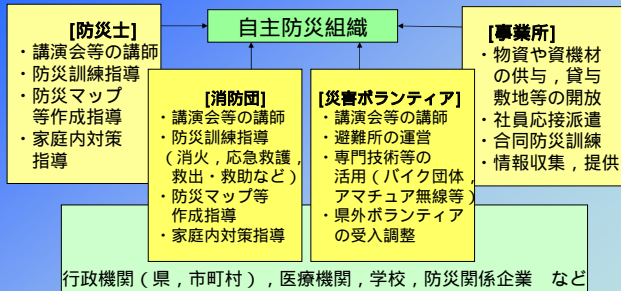 自主防災組織
[防災士]
・講演会等の講師
・防災訓練指導
・防災マップ
等作成指導
・家庭内対策
指導
[消防団]
・講演会等の講師
・防災訓練指導
(消火,応急救護,
救出・救助など)
・防災マップ等
作成指導
・家庭内対策指導
[災害ボランティア]
・講演会等の講師
・避難所の運営
・専門技術等の
活用(バイク団体,
アマチュア無線等)
・県外ボランティア
の受入調整
[事業所]
・物資や資機材
の供与,貸与
敷地等の開放
・社員応接派遣
・合同防災訓練
・情報収集,提供
行政機関(県,市町村),医療機関,学校,防災関係企業 など